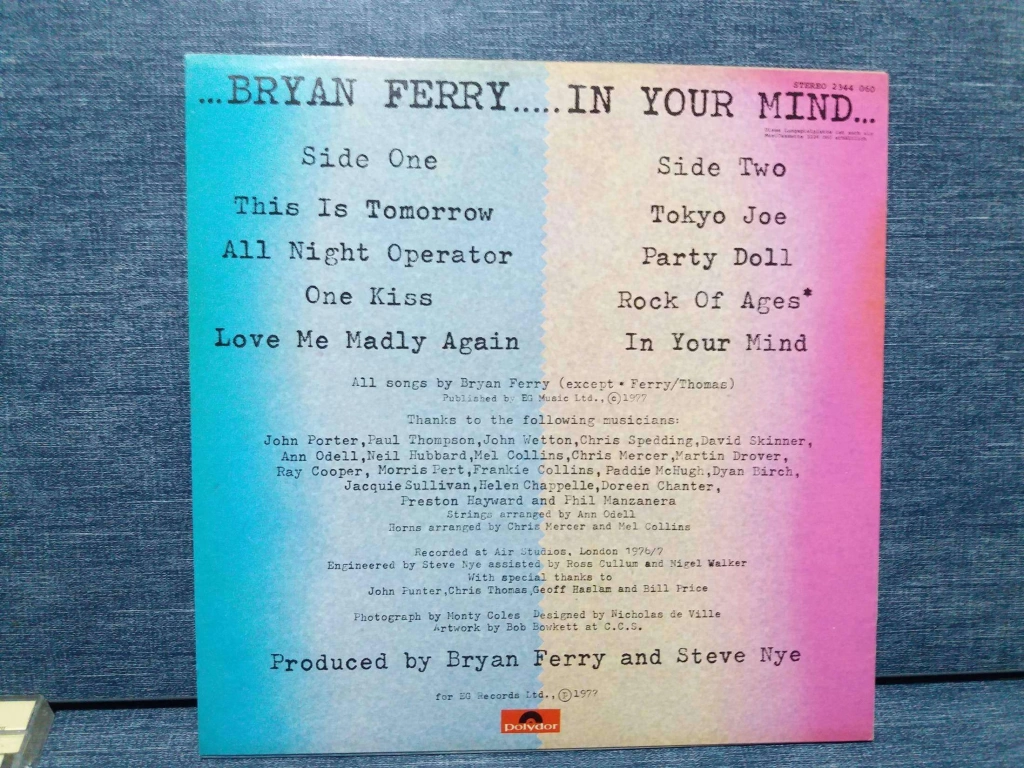 ...BRYAN FERRY.....IN YOUR MIND...
STEREO 2344 060
Side One
This Is Tomorrow
All Night Operator
One Kiss
Love Me Madly Again
Side Two
Tokyo Joe
Party Doll
Rock Of Ages*
In Your Mind
All songs by Bryan Ferry (except * Ferry/Thomas)
Published by EG Music Ltd.,©1977
Thanks to the following musicians:
John Porter,Paul Thompson,John Wetton,Chris Spedding,David Skinner,
Ann Odell,Neil Hubbard,Mel Collins,Chris Mercer,Martin Drover,
Ray Cooper, Morris Pert,Frankie Collins, Paddie McHugh,Dyan Birch,
Jacquie Sullivan,Helen Chappelle,Doreen Chanter,
Preston Hayward and Phil Manzanera
Strings arranged by Ann Odell
Horns arranged by Chris Mercer and Mel Collins
Recorded at Air Studios, London 1976/7
Engineered by Steve Nye assisted by Ross Cullum and Nigel Walker
With special thanks to
John Punter,Chris Thomas,Geoff Haslam and Bill Price
Photograph by Monty Coles Designed by Nicholas de Ville
Artwork by Bob Bowkett at C.C.S.
Produced by Bryan Ferry and Steve Nye
for EG Records Ltd.,℗1977
polydor